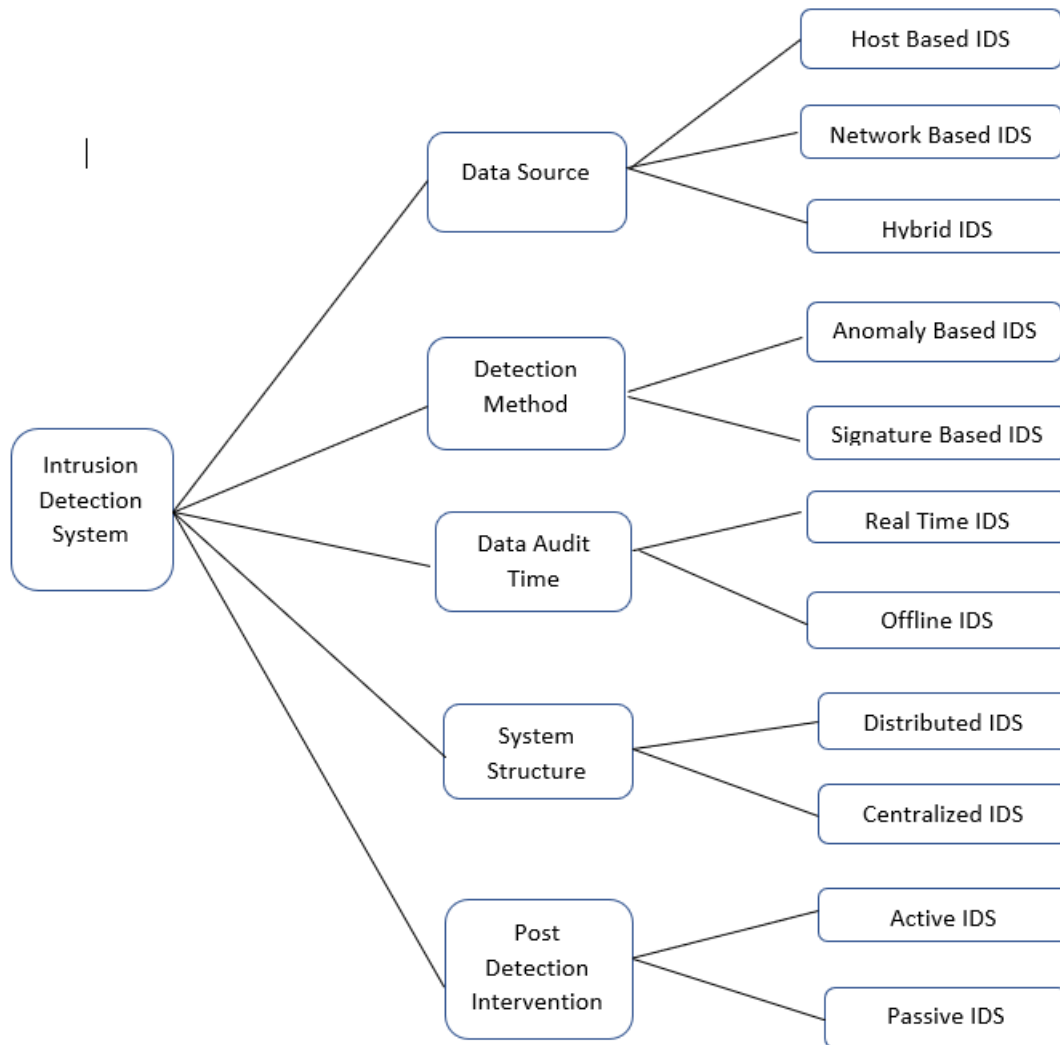 Host Based IDS
Network Based IDS
Data Source
Hybrid IDS
Anomaly Based IDS
Detection
Method
Signature Based IDS
Intrusion
Detection
System
Real Time IDS
Data Audit
Time
Offline IDS
Distributed IDS
System
Structure
Centralized IDS
Active IDS
Post
Detection
Intervention
Passive IDS